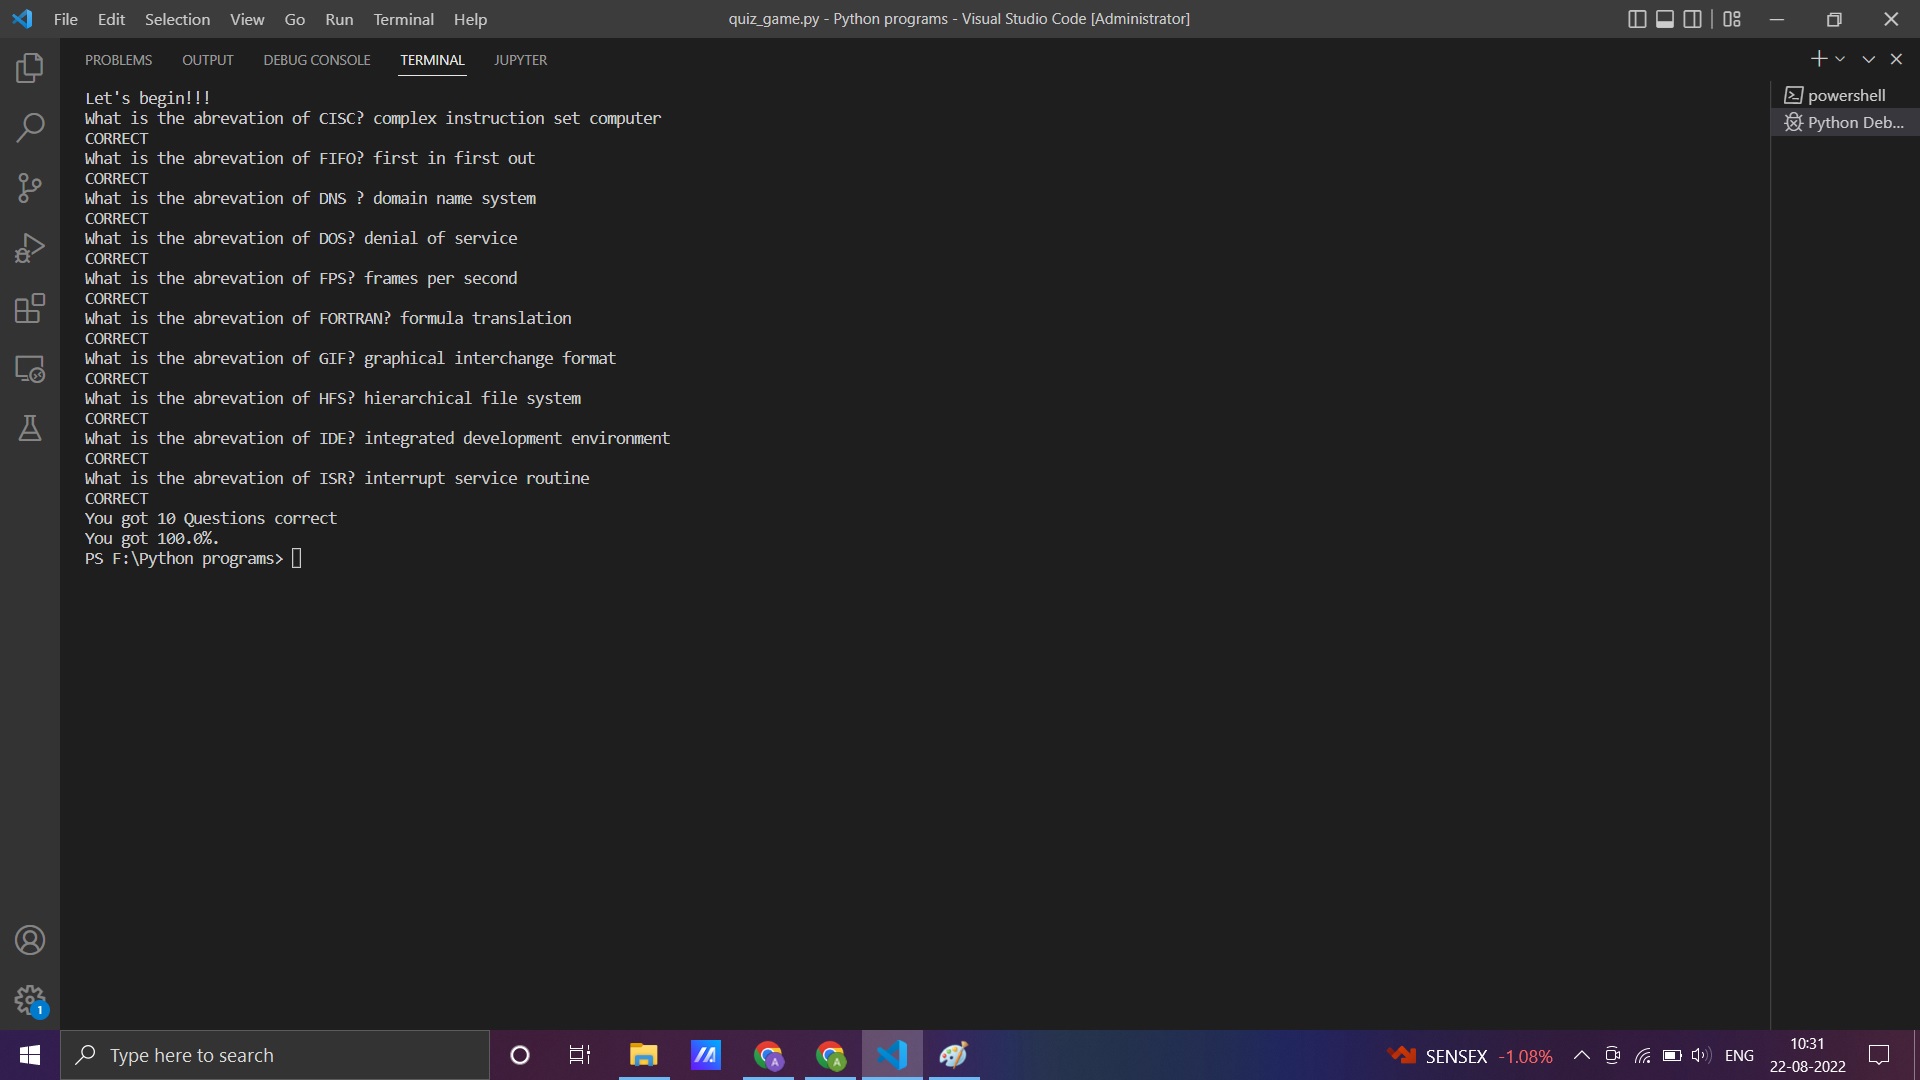 File Edit Selection View Go Run Terminal Help
quiz_game.py - Python programs - Visual Studio Code [Administrator]
PROBLEMS OUTPUT DEBUG CONSOLE TERMINAL JUPYTER
powershell
Python Deb...
Let's begin!!!
What is the abrevation of CISC? complex instruction set computer
CORRECT
What is the abrevation of FIFO? first in first out
CORRECT
What is the abrevation of DNS ? domain name system
CORRECT
What is the abrevation of DOS? denial of service
CORRECT
What is the abrevation of FPS? frames per second
CORRECT
What is the abrevation of FORTRAN? formula translation
CORRECT
What is the abrevation of GIF? graphical interchange format
CORRECT
What is the abrevation of HFS? hierarchical file system
CORRECT
What is the abrevation of IDE? integrated development environment
CORRECT
What is the abrevation of ISR? interrupt service routine
CORRECT
You got 10 Questions correct
You got 100.0%.
PS F:\Python programs>
1
Type here to search
A
A
SENSEX -1.08%
ENG
10:31
22-08-2022